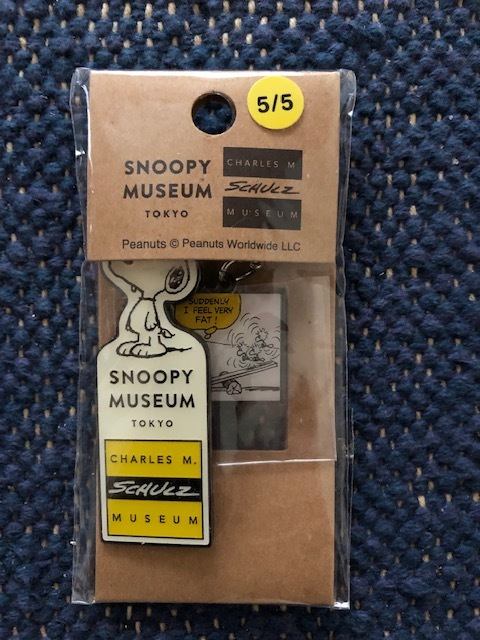 5/5
SNOOPY
MUSEUM
TOKYO
CHARLES M
SCHULZ
MUSEUM
Peanuts © Peanuts Worldwide LLC
SUDDENLY
I FEEL VERY
FAT!
SNOOPY
MUSEUM
TOKYO
CHARLES M.
SCHULZ
MUSEUM